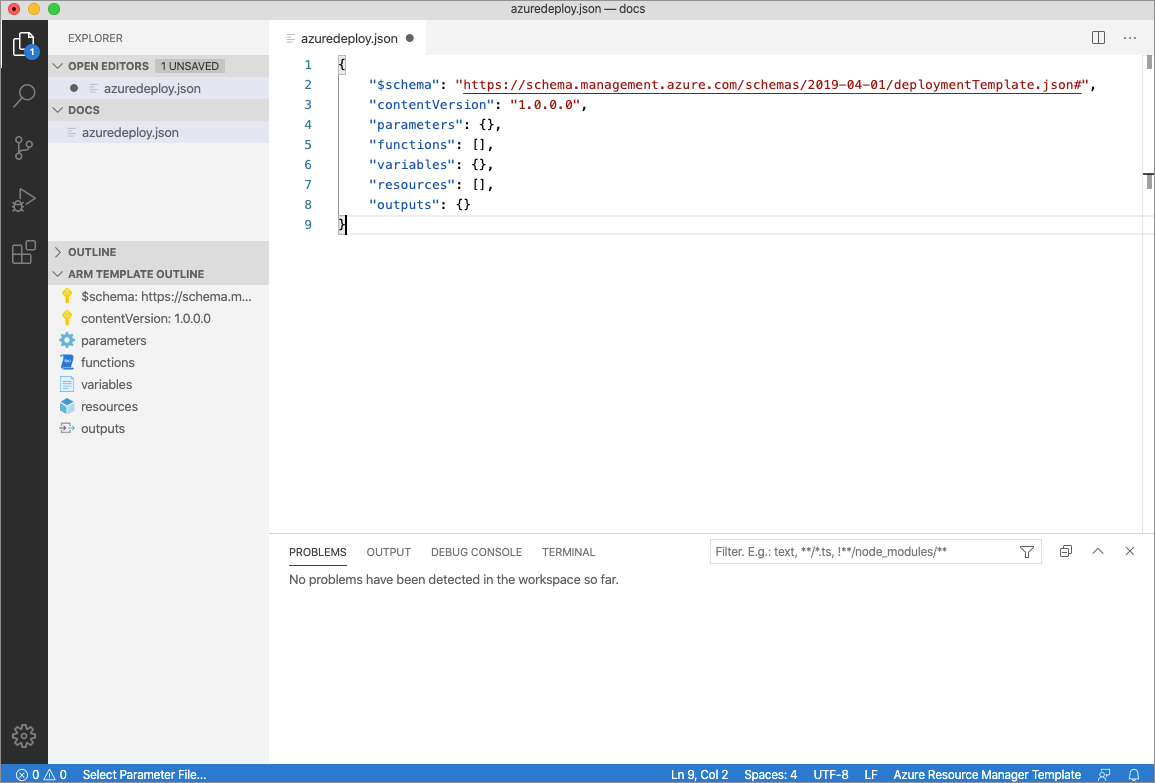 azuredeploy.json — docs
EXPLORER
OPEN EDITORS 1 UNSAVED
azuredeploy.json
DOCS
azuredeploy.json
OUTLINE
ARM TEMPLATE OUTLINE
$schema: https://schema.m...
contentVersion: 1.0.0.0
parameters
functions
variables
resources
outputs
azuredeploy.json
1 {
2 "$schema": "https://schema.management.azure.com/schemas/2019-04-01/deploymentTemplate.json#",
3 "contentVersion": "1.0.0.0",
4 "parameters": {},
5 "functions": [],
6 "variables": {},
7 "resources": [],
8 "outputs": {}
9 }
PROBLEMS OUTPUT DEBUG CONSOLE TERMINAL Filter. E.g.: text, **/*.ts, !**/node_modules/**
No problems have been detected in the workspace so far.
1
0 0 Select Parameter File... Ln 9, Col 2 Spaces: 4 UTF-8 LF Azure Resource Manager Template